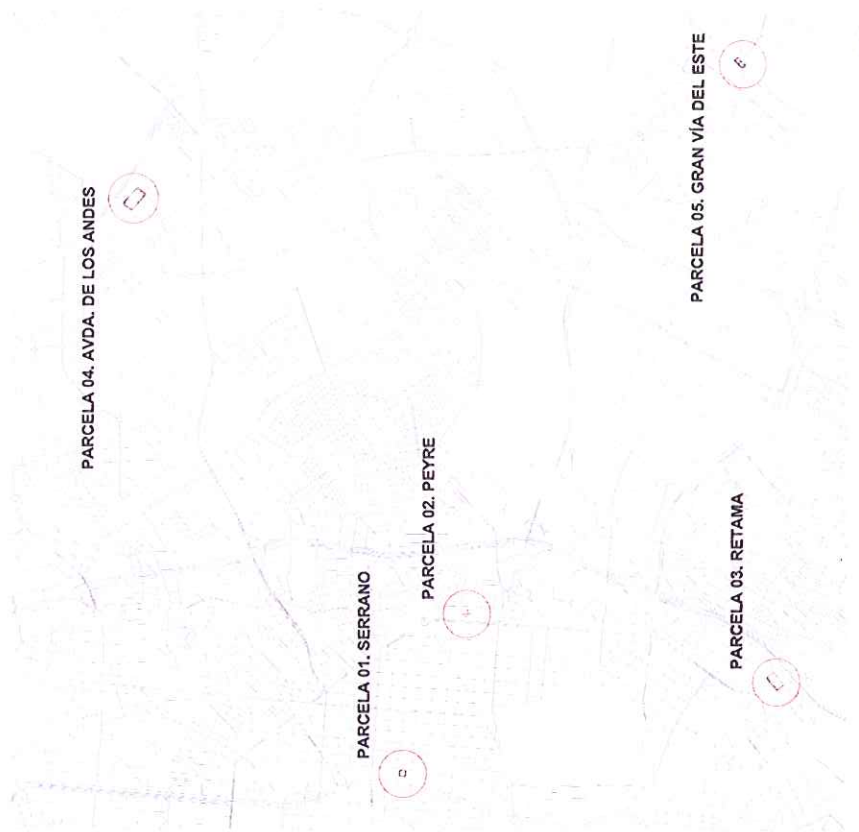 PARCELA 01. SERRANO
PARCELA 02. PEYRE
PARCELA 03. RETAMA
PARCELA 04. AVDA. DE LOS ANDES
PARCELA 05. GRAN VÍA DEL ESTE